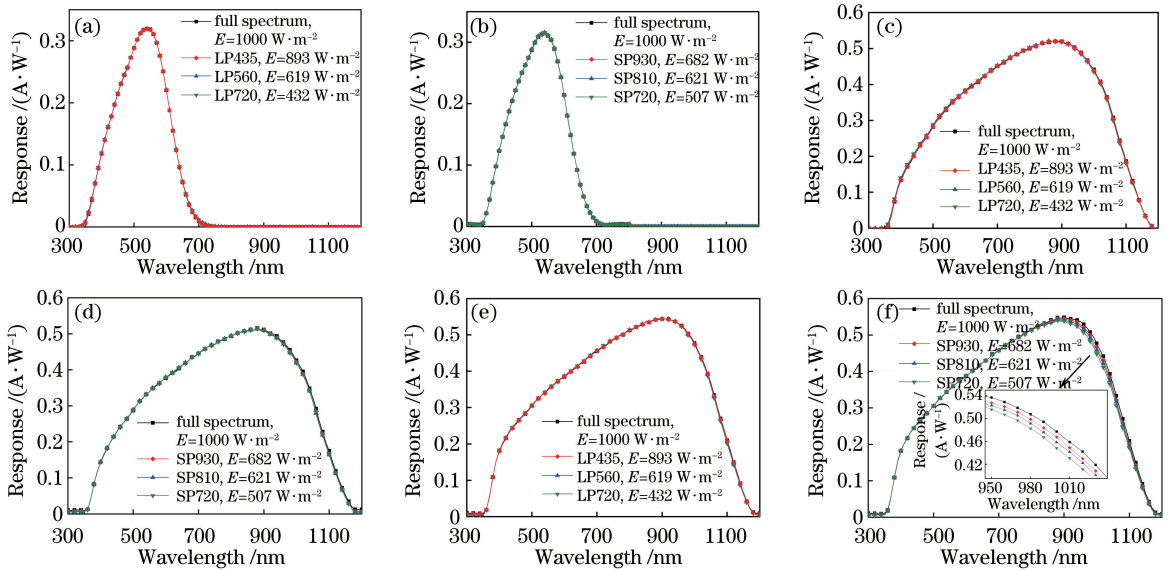 (a)
full spectrum,
E=1000 W·m⁻²
LP435, E=893 W·m⁻²
LP560, E=619 W·m⁻²
LP720, E=432 W·m⁻²
Response /(A·W⁻¹)
0.3
0.2
0.1
0
300 500 700 900 1100
Wavelength /nm
(b)
full spectrum,
E=1000 W·m⁻²
SP930, E=682 W·m⁻²
SP810, E=621 W·m⁻²
SP720, E=507 W·m⁻²
Response /(A·W⁻¹)
0.3
0.2
0.1
0
300 500 700 900 1100
Wavelength /nm
(c)
full spectrum,
E=1000 W·m⁻²
LP435, E=893 W·m⁻²
LP560, E=619 W·m⁻²
LP720, E=432 W·m⁻²
Response /(A·W⁻¹)
0.6
0.5
0.4
0.3
0.2
0.1
0
300 500 700 900 1100
Wavelength /nm
(d)
full spectrum,
E=1000 W·m⁻²
SP930, E=682 W·m⁻²
SP810, E=621 W·m⁻²
SP720, E=507 W·m⁻²
Response /(A·W⁻¹)
0.6
0.5
0.4
0.3
0.2
0.1
0
300 500 700 900 1100
Wavelength /nm
(e)
full spectrum,
E=1000 W·m⁻²
LP435, E=893 W·m⁻²
LP560, E=619 W·m⁻²
LP720, E=432 W·m⁻²
Response /(A·W⁻¹)
0.6
0.5
0.4
0.3
0.2
0.1
0
300 500 700 900 1100
Wavelength /nm
(f)
full spectrum,
E=1000 W·m⁻²
SP930, E=682 W·m⁻²
SP810, E=621 W·m⁻²
SP720, E=507 W·m⁻²
Response /(A·W⁻¹)
0.6
0.5
0.4
0.3
0.2
0.1
0
300 500 700 900 1100
Wavelength /nm
Response /
(A·W⁻¹)
0.54
0.50
0.46
0.42
950 980 1010
Wavelength /nm